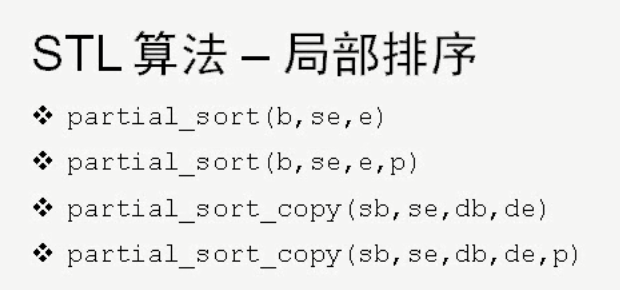 STL 算法 – 局部排序
❖ partial_sort(b,se,e)
❖ partial_sort(b,se,e,p)
❖ partial_sort_copy(sb,se,db,de)
❖ partial_sort_copy(sb,se,db,de,p)